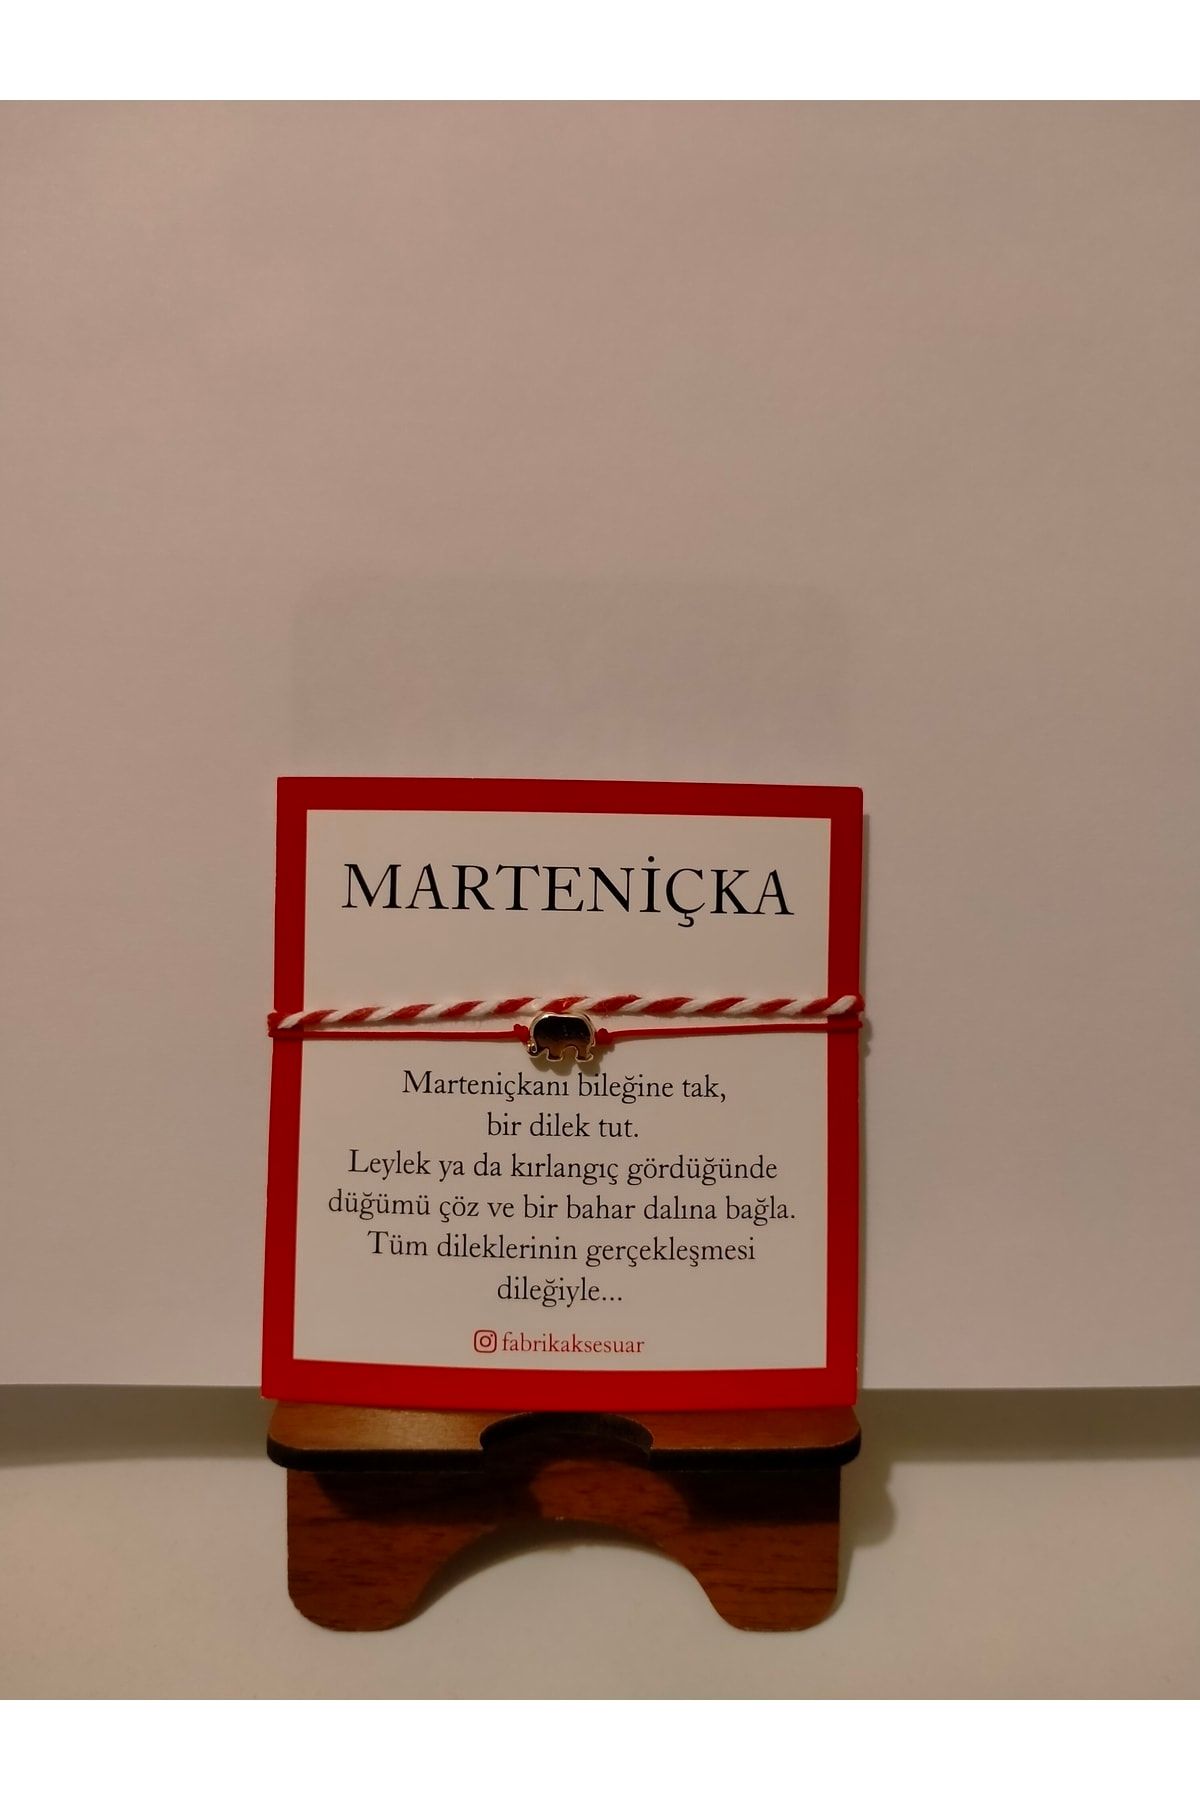 MARTENİÇKA
Marteniçkanı bileğine tak,
bir dilek tut.
Leylek ya da kırlangıç gördüğünde
düğümü çöz ve bir bahar dalına bağla.
Tüm dileklerinin gerçekleşmesi
dileğiyle...
fabrikaksesuar